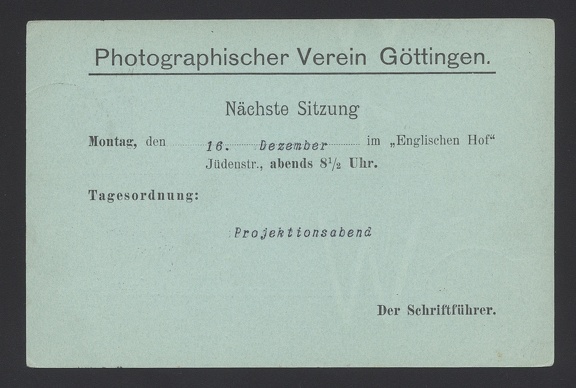 Photographischer Verein Göttingen.
Nächste Sitzung
Montag, den 16. Dezember im „Englischen Hof“
Jüdenstr., abends 8½ Uhr.
Tagesordnung:
Projektionsabend
Der Schriftführer.